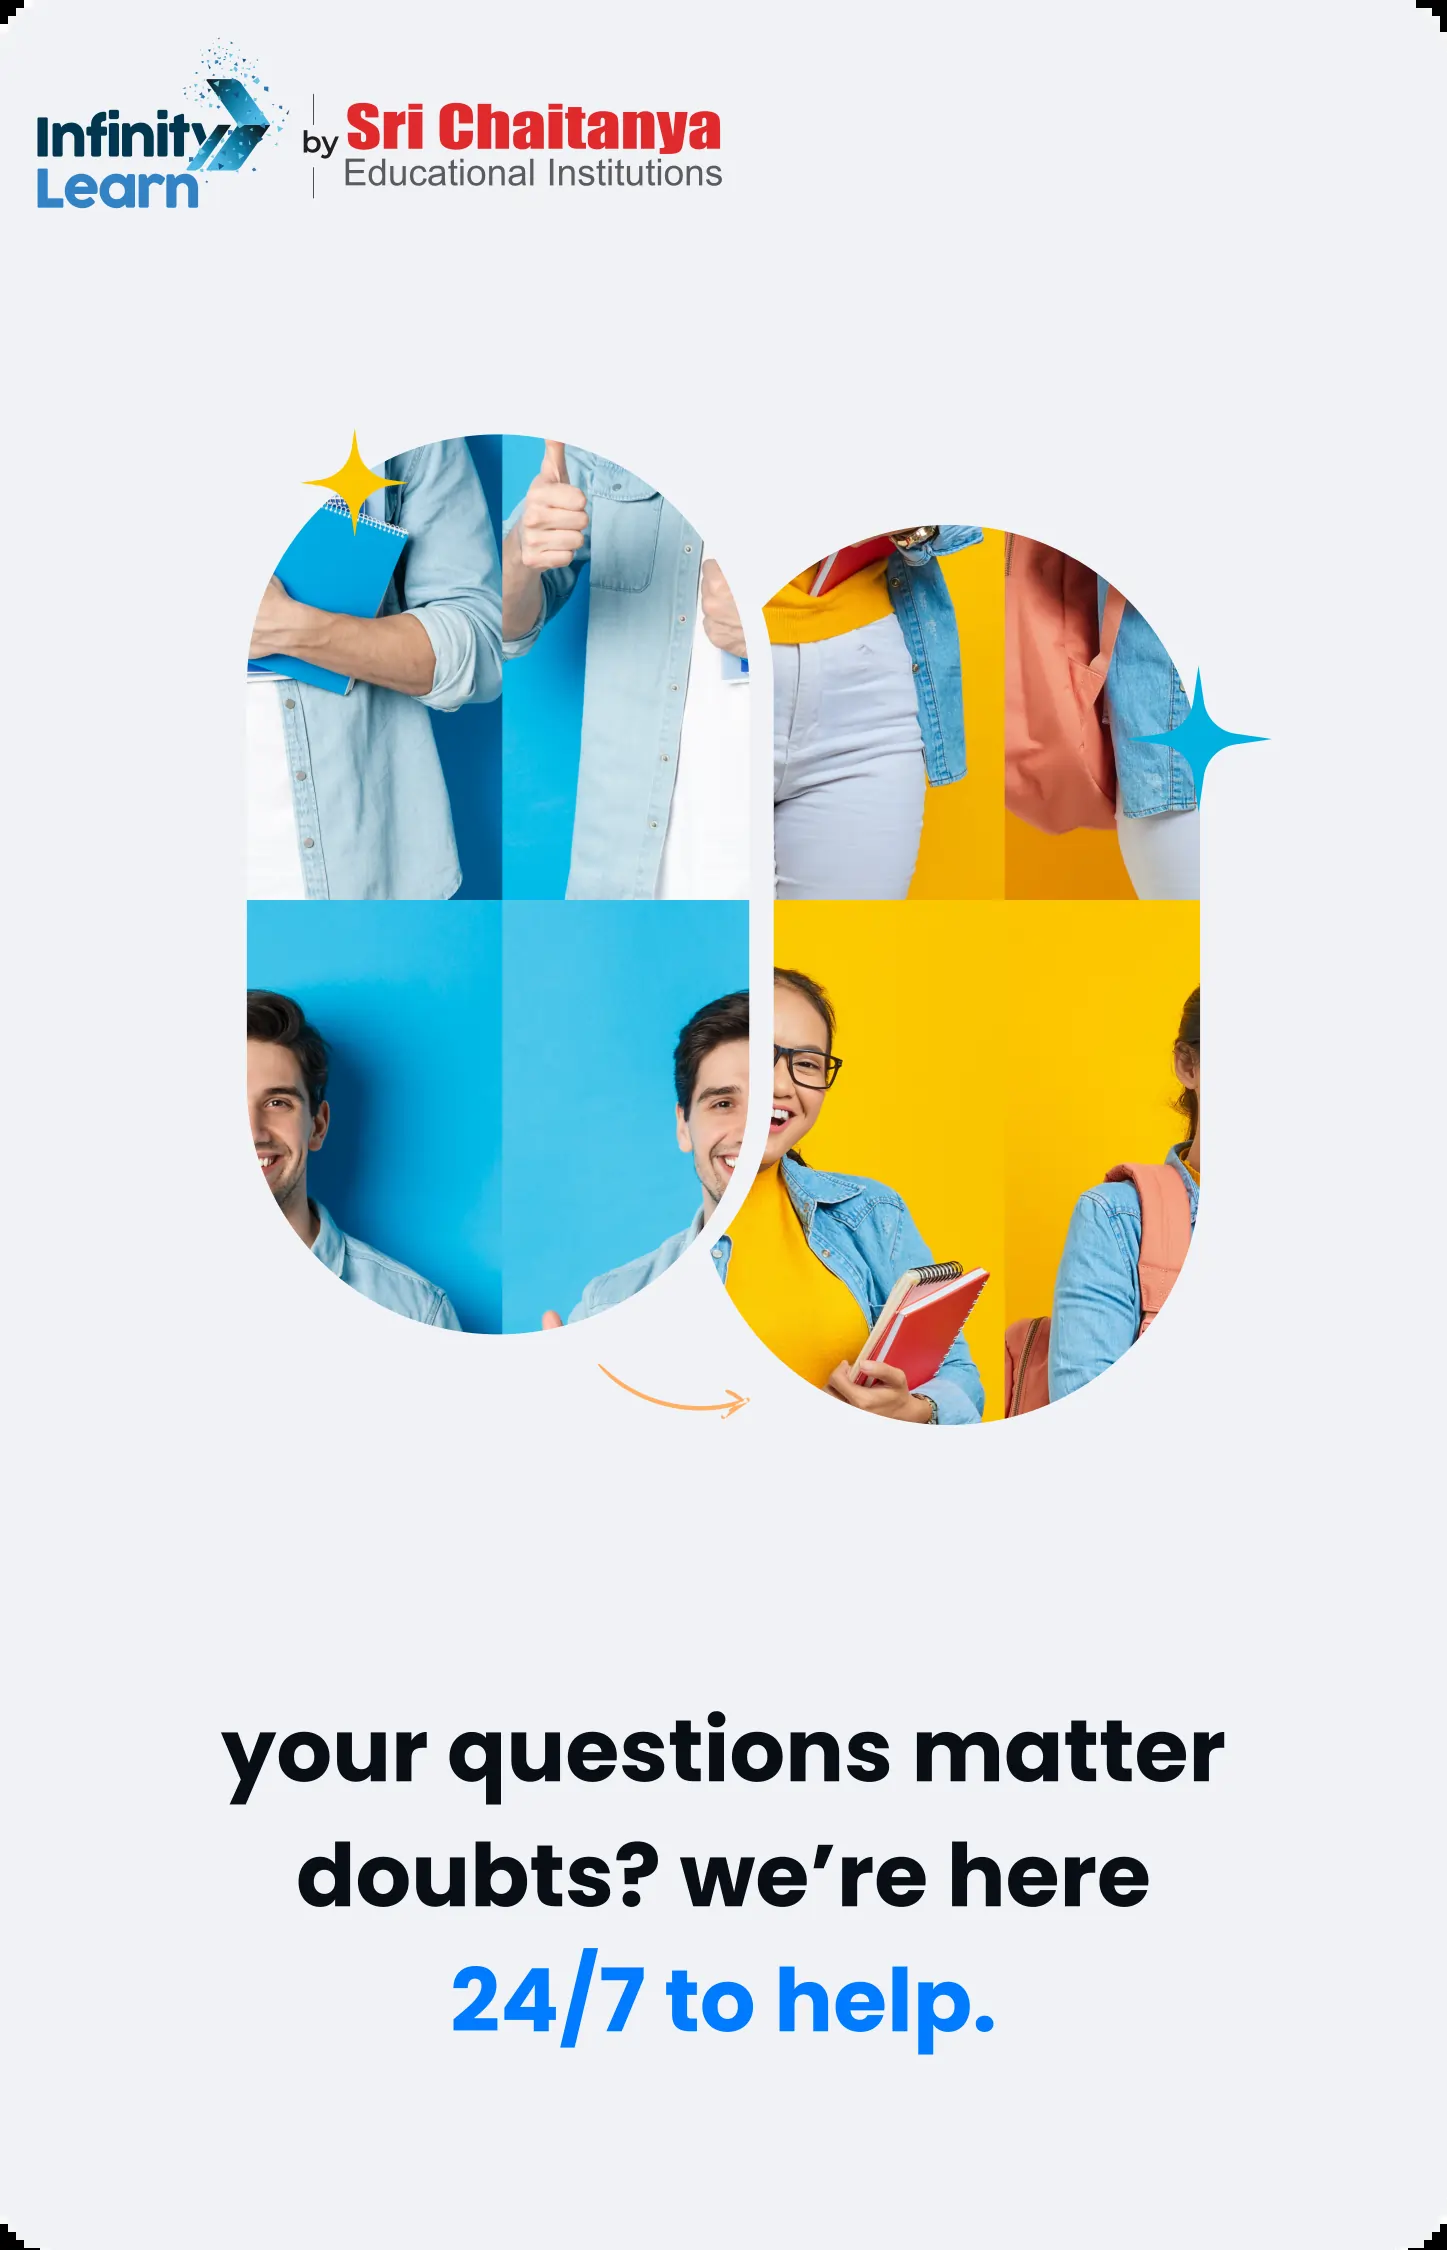 Infinity
Learn
by
Sri Chaitanya
Educational Institutions
your questions matter
doubts? we’re here
24/7 to help.